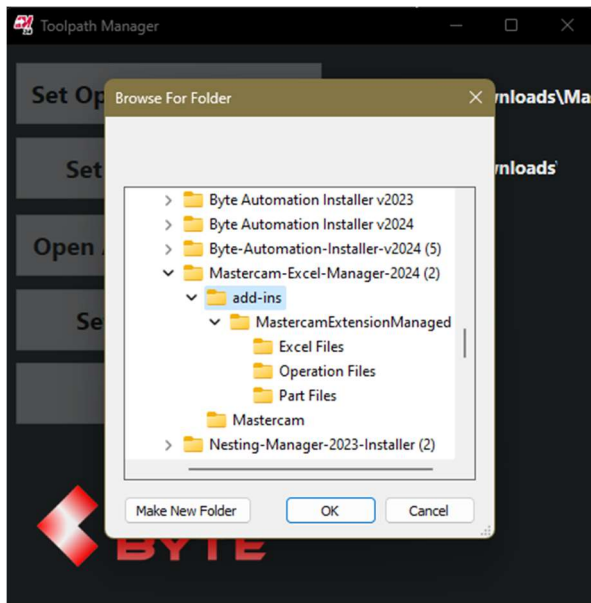 Toolpath Manager
Set Op
Browse For Folder
nloads\Ma
Set
nloads
Open
Se
Byte Automation Installer v2023
Byte Automation Installer v2024
Byte-Automation-Installer-v2024 (5)
Mastercam-Excel-Manager-2024 (2)
add-ins
MastercamExtensionManaged
Excel Files
Operation Files
Part Files
Mastercam
Nesting-Manager-2023-Installer (2)
Make New Folder
OK
Cancel
BYTE